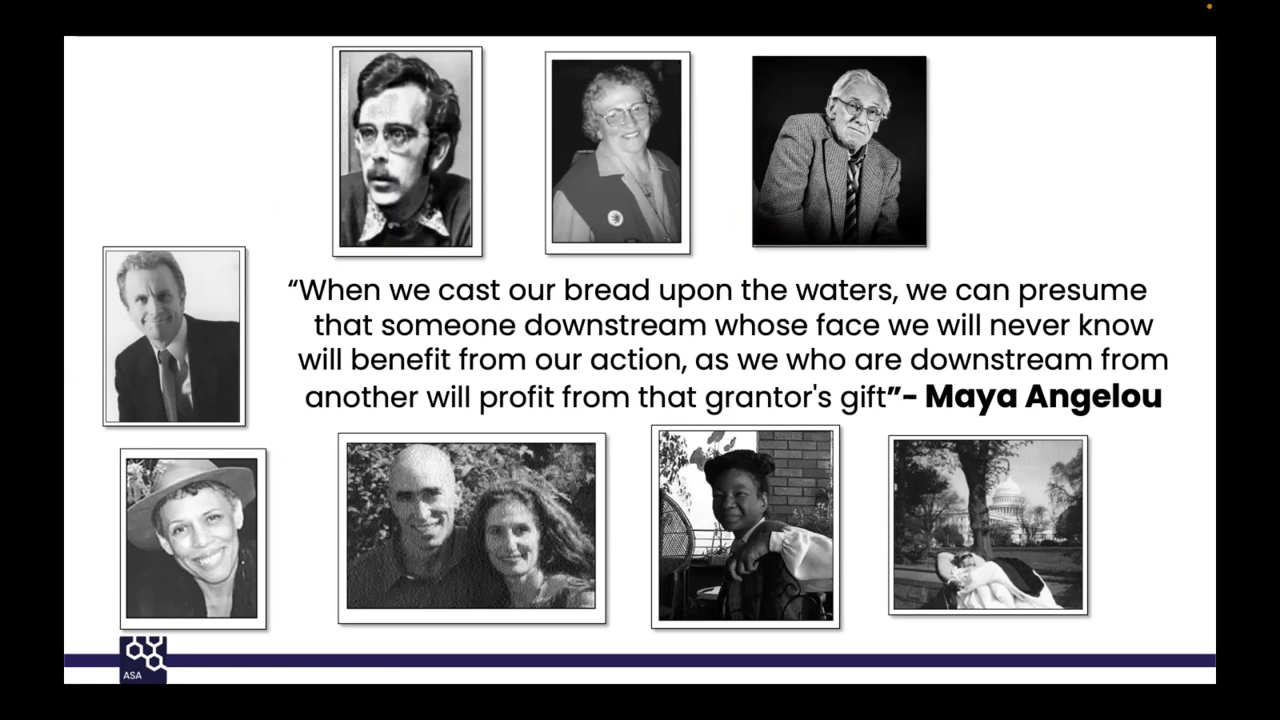 “When we cast our bread upon the waters, we can presume
that someone downstream whose face we will never know
will benefit from our action, as we who are downstream from
another will profit from that grantor's gift”- Maya Angelou
ASA